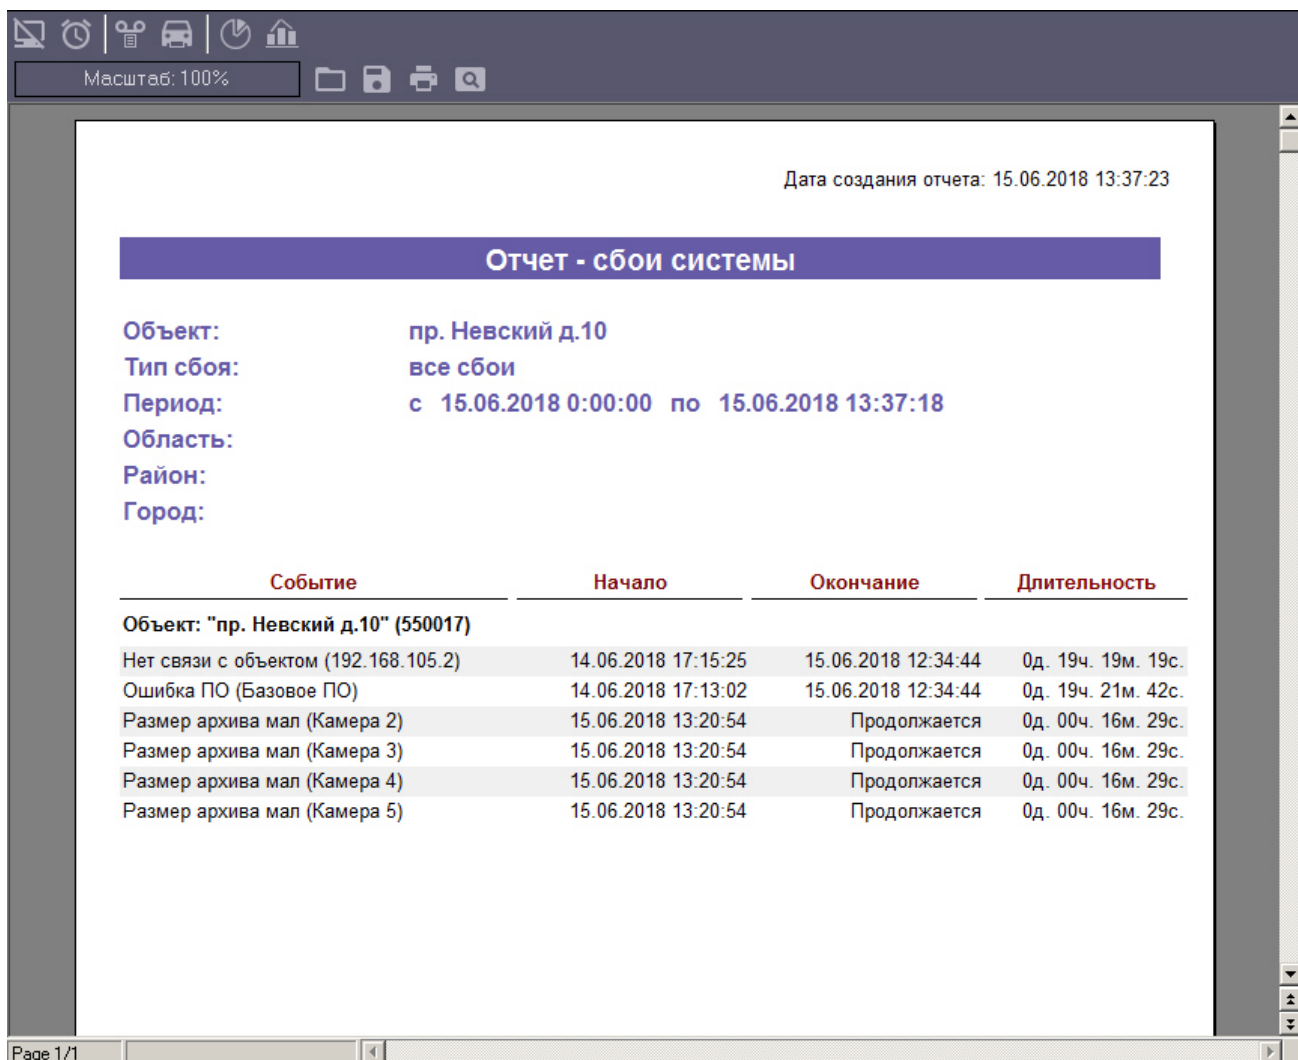 Масштаб: 100%
Дата создания отчета: 15.06.2018 13:37:23
Отчет - сбои системы
Объект: пр. Невский д.10
Тип сбоя: все сбои
Период: с 15.06.2018 0:00:00 по 15.06.2018 13:37:18
Область:
Район:
Город:
Событие Начало Окончание Длительность
Объект: "пр. Невский д.10" (550017)
Нет связи с объектом (192.168.105.2) 14.06.2018 17:15:25 15.06.2018 12:34:44 0д. 19ч. 19м. 19с.
Ошибка ПО (Базовое ПО) 14.06.2018 17:13:02 15.06.2018 12:34:44 0д. 19ч. 21м. 42с.
Размер архива мал (Камера 2) 15.06.2018 13:20:54 Продолжается 0д. 00ч. 16м. 29с.
Размер архива мал (Камера 3) 15.06.2018 13:20:54 Продолжается 0д. 00ч. 16м. 29с.
Размер архива мал (Камера 4) 15.06.2018 13:20:54 Продолжается 0д. 00ч. 16м. 29с.
Размер архива мал (Камера 5) 15.06.2018 13:20:54 Продолжается 0д. 00ч. 16м. 29с.
Page 1/1